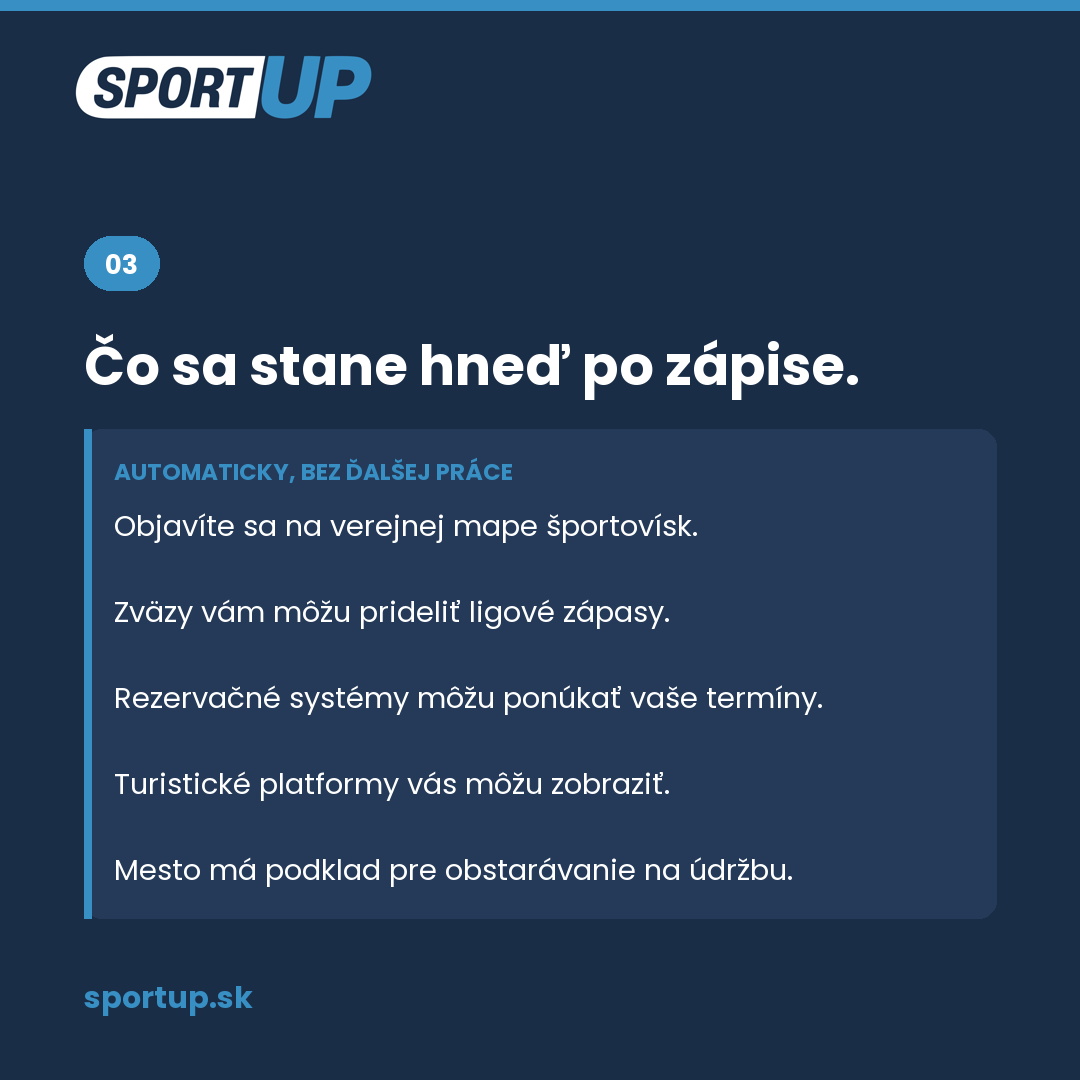 SPORTUP
03
Čo sa stane hneď po zápise.
AUTOMATICKY, BEZ ĎALŠEJ PRÁCE
Objavíte sa na verejnej mape športovísk.
Zväzy vám môžu prideliť ligové zápasy.
Rezervačné systémy môžu ponúkať vaše termíny.
Turistické platformy vás môžu zobraziť.
Mesto má podklad pre obstarávanie na údržbu.
sportup.sk